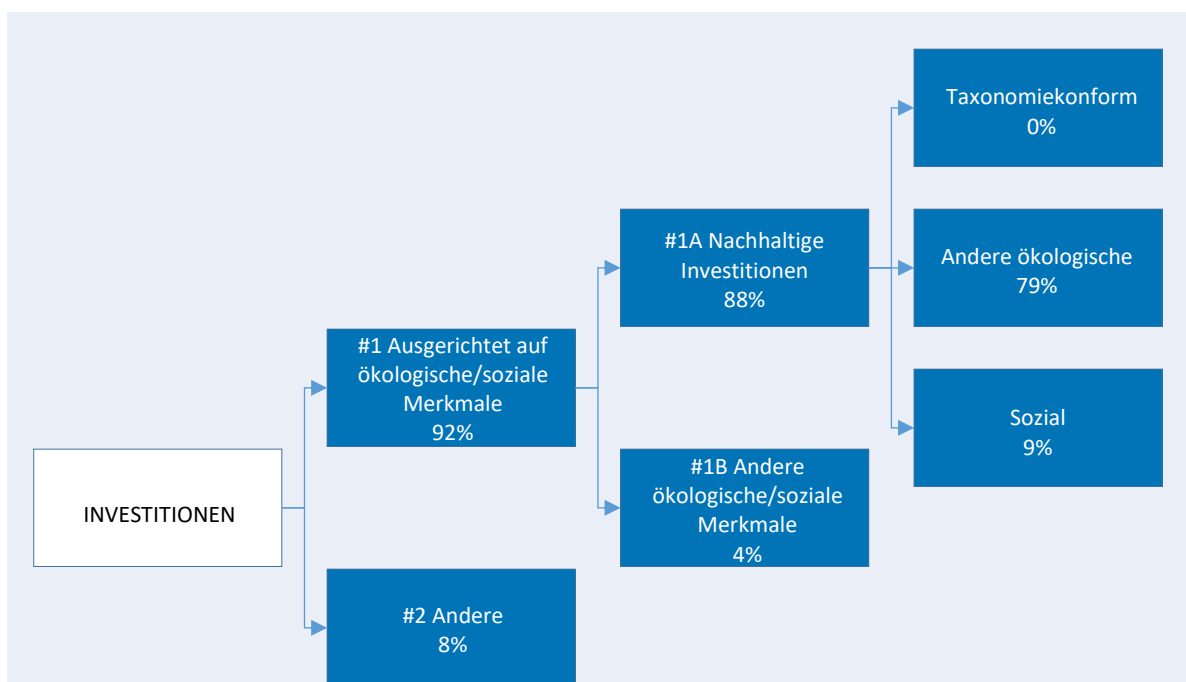 Taxonomiekonform
0%
#1A Nachhaltige
Investitionen
88%
Andere ökologische
79%
#1 Ausgerichtet auf
ökologische/soziale
Merkmale
92%
Sozial
9%
INVESTITIONEN
#1B Andere
ökologische/soziale
Merkmale
4%
#2 Andere
8%